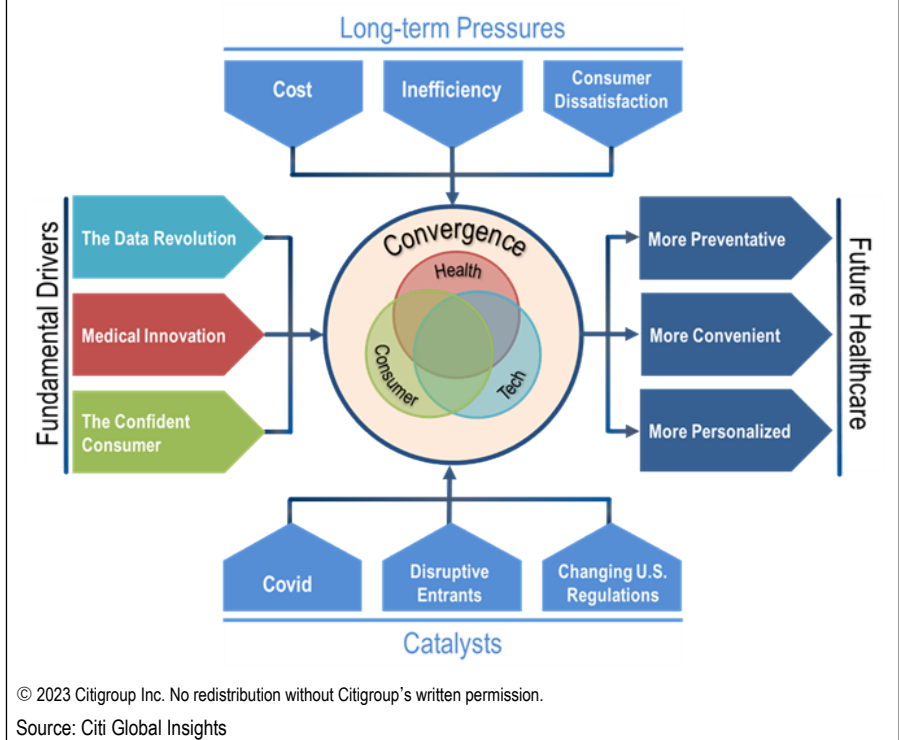 Long-term Pressures
Cost
Inefficiency
Consumer
Dissatisfaction
Fundamental Drivers
The Data Revolution
Medical Innovation
The Confident
Consumer
Convergence
Health
Consumer
Tech
More Preventative
More Convenient
More Personalized
Future Healthcare
Covid
Disruptive
Entrants
Changing U.S.
Regulations
Catalysts
© 2023 Citigroup Inc. No redistribution without Citigroup’s written permission.
Source: Citi Global Insights